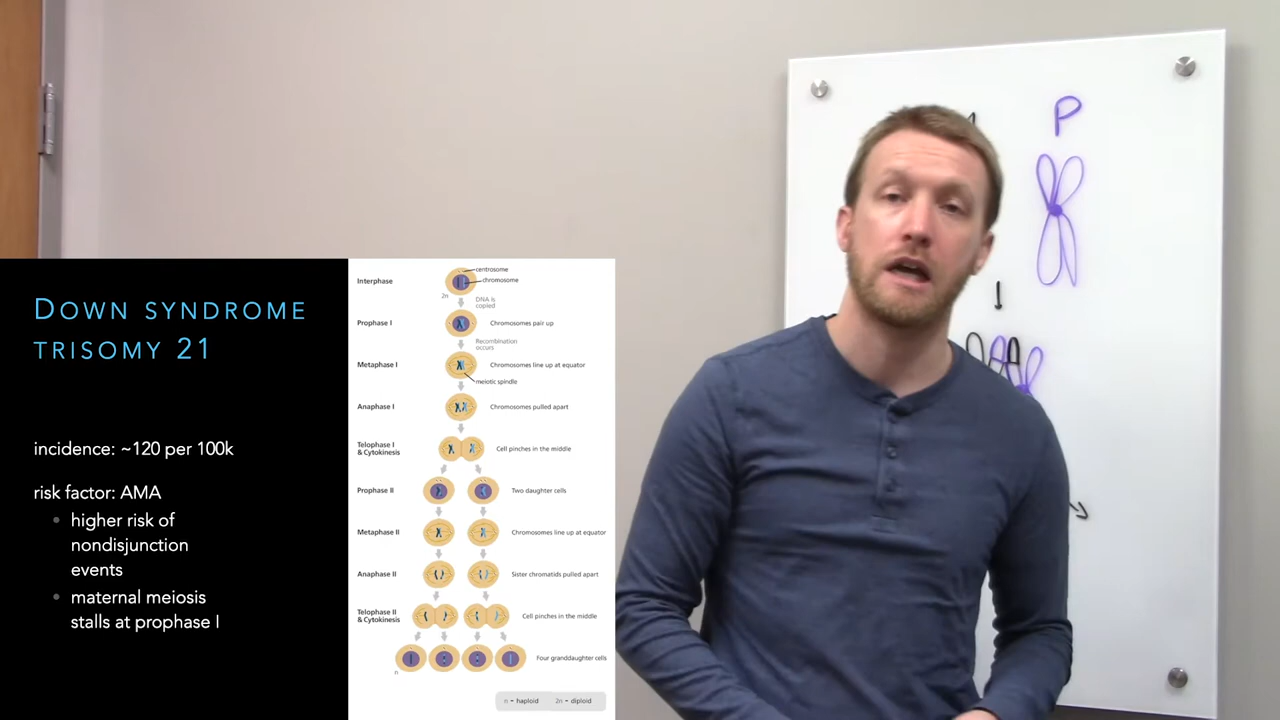 DOWN SYNDROME
TRISOMY 21
incidence: ~120 per 100k
risk factor: AMA
higher risk of
nondisjunction
events
maternal meiosis
stalls at prophase I
Interphase
centrosome
chromosome
2n
DNA is
copied
Prophase I
Chromosomes pair up
Recombination
occurs
Metaphase I
Chromosomes line up at equator
meiotic spindle
Anaphase I
Chromosomes pulled apart
Telophase I
& Cytokinesis
Cell pinches in the middle
Prophase II
Two daughter cells
Metaphase II
Chromosomes line up at equator
Anaphase II
Sister chromatids pulled apart
Telophase II
& Cytokinesis
Cell pinches in the middle
Four granddaughter cells
n
n = haploid 2n = diploid
P